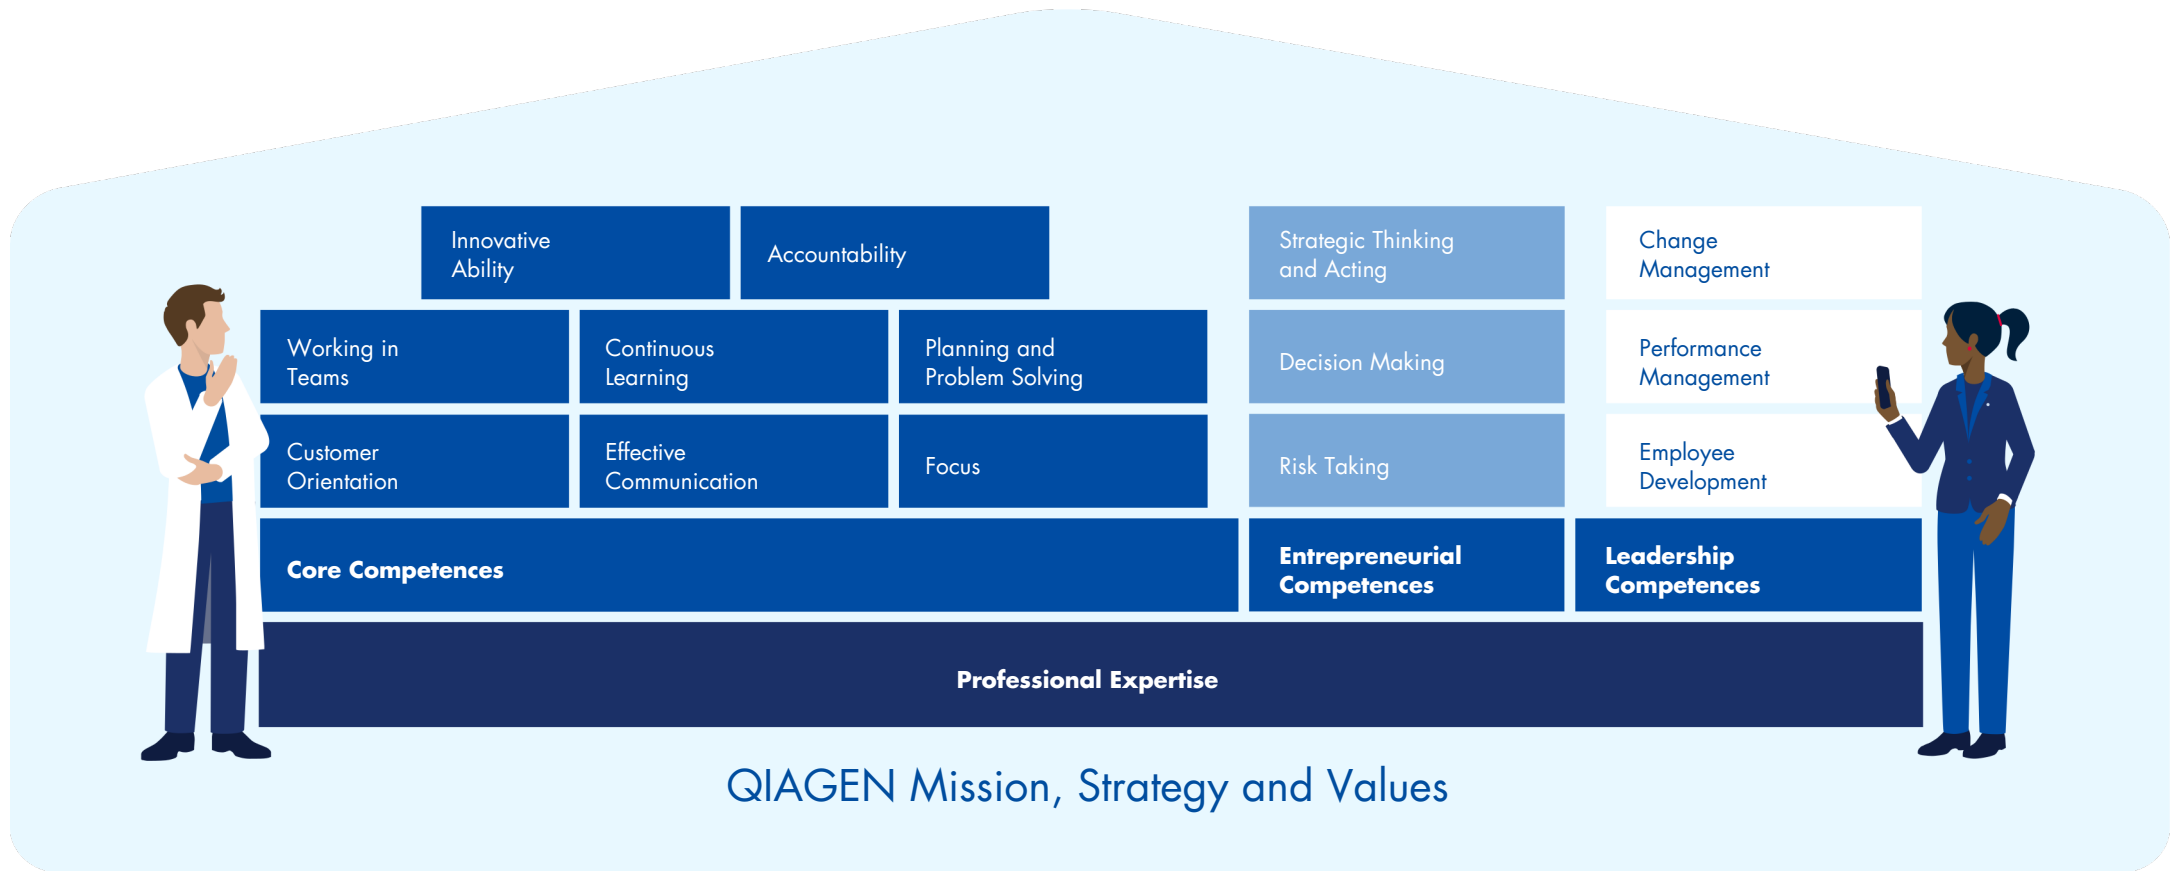 Innovative
Ability
Accountability
Strategic Thinking
and Acting
Change
Management
Working in
Teams
Continuous
Learning
Planning and
Problem Solving
Decision Making
Performance
Management
Customer
Orientation
Effective
Communication
Focus
Risk Taking
Employee
Development
Core Competences
Entrepreneurial
Competences
Leadership
Competences
Professional Expertise
QIAGEN Mission, Strategy and Values